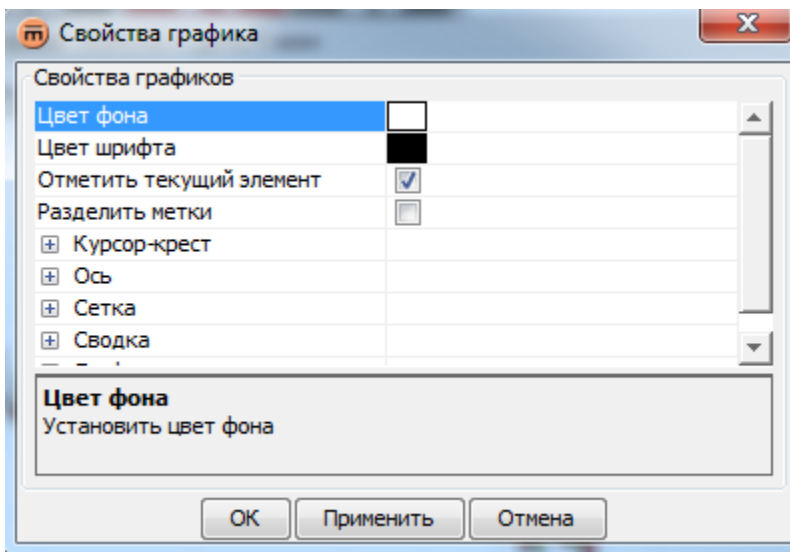 Свойства графика
Свойства графиков
Цвет фона
Цвет шрифта
Отметить текущий элемент
Разделить метки
Курсор-крест
Ось
Сетка
Сводка
Цвет фона
Установить цвет фона
ОК
Применить
Отмена